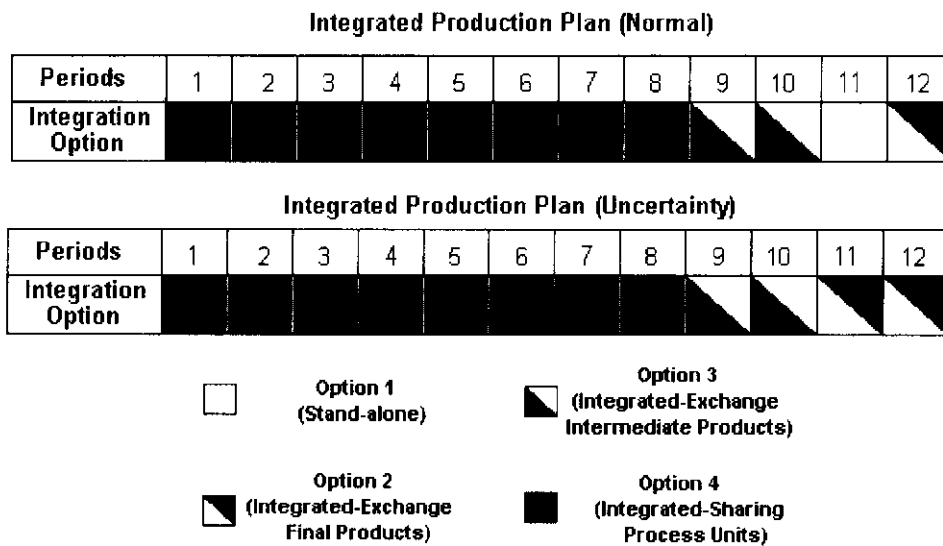 Integrated Production Plan (Normal)
Periods 1 2 3 4 5 6 7 8 9 10 11 12
Integration
Option
Integrated Production Plan (Uncertainty)
Periods 1 2 3 4 5 6 7 8 9 10 11 12
Integration
Option
Option 1
(Stand-alone)
Option 3
(Integrated-Exchange
Intermediate Products)
Option 2
(Integrated-Exchange
Final Products)
Option 4
(Integrated-Sharing
Process Units)